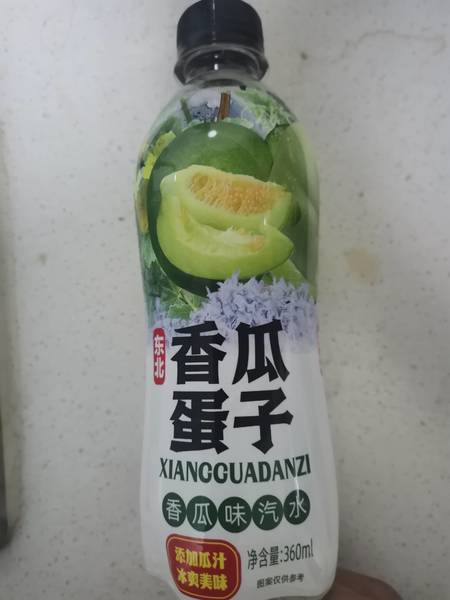 东北
香瓜
蛋子
XIANGGUADANZI
香瓜味汽水
添加瓜汁
冰爽美味
净含量:360ml
图案仅供参考